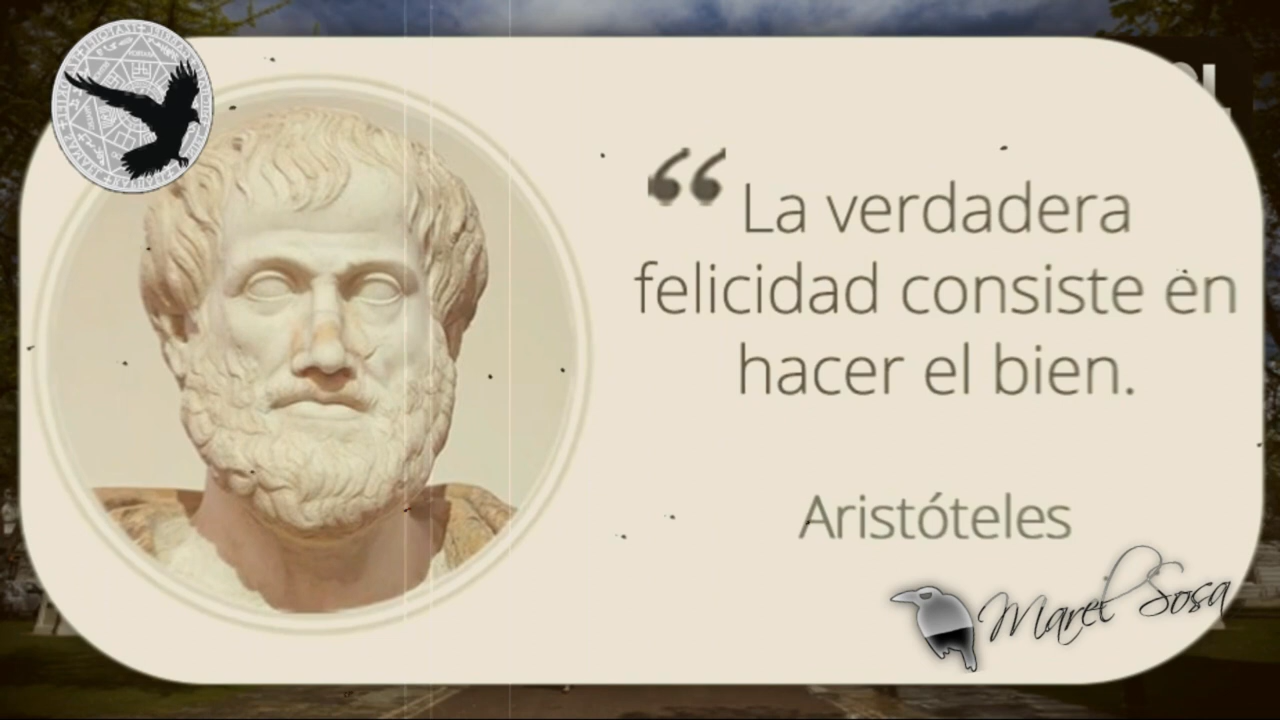 “ La verdadera
felicidad consiste en
hacer el bien.
Aristóteles
Marel Sosa